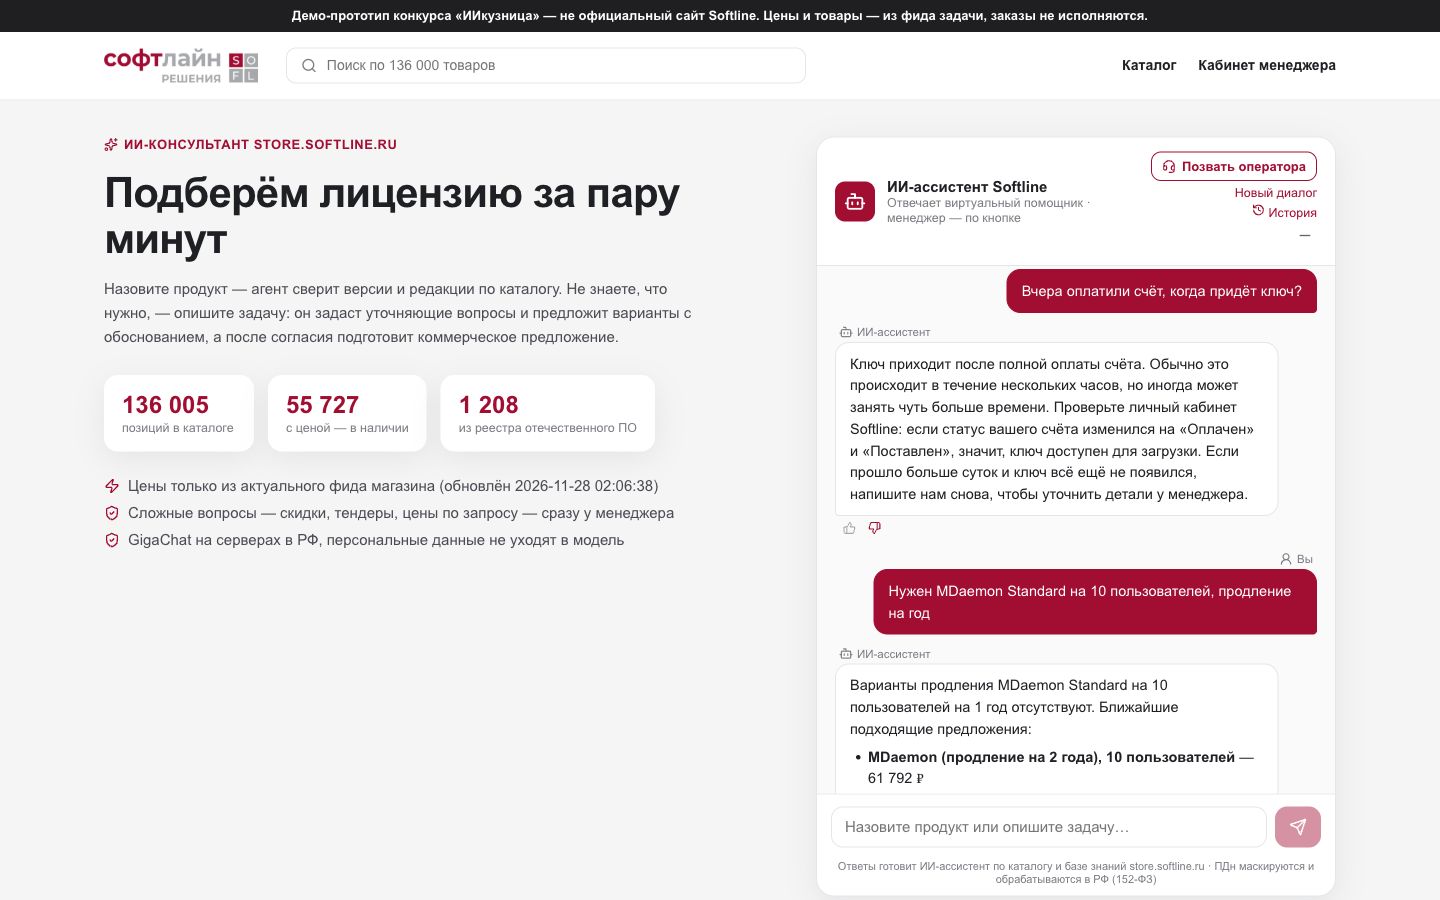 Демо-прототип конкурса «ИИкузница» — не официальный сайт Softline. Цены и товары — из фида задачи, заказы не исполняются.
софтлайн
РЕШЕНИЯ
S O
F L
Поиск по 136 000 товаров
Каталог
Кабинет менеджера
ИИ-КОНСУЛЬТАНТ STORE.SOFTLINE.RU
Подберём лицензию за пару
минут
Назовите продукт — агент сверит версии и редакции по каталогу. Не знаете, что
нужно, — опишите задачу: он задаст уточняющие вопросы и предложит варианты с
обоснованием, а после согласия подготовит коммерческое предложение.
136 005
позиций в каталоге
55 727
с ценой — в наличии
1 208
из реестра отечественного ПО
Цены только из актуального фида магазина (обновлён 2026-11-28 02:06:38)
Сложные вопросы — скидки, тендеры, цены по запросу — сразу у менеджера
GigaChat на серверах в РФ, персональные данные не уходят в модель
ИИ-ассистент Softline
Отвечает виртуальный помощник ·
менеджер — по кнопке
Позвать оператора
Новый диалог
История
—
Вчера оплатили счёт, когда придёт ключ?
ИИ-ассистент
Ключ приходит после полной оплаты счёта. Обычно это
происходит в течение нескольких часов, но иногда может
занять чуть больше времени. Проверьте личный кабинет
Softline: если статус вашего счёта изменился на «Оплачен»
и «Поставлен», значит, ключ доступен для загрузки. Если
прошло больше суток и ключ всё ещё не появился,
напишите нам снова, чтобы уточнить детали у менеджера.
Вы
Нужен MDaemon Standard на 10 пользователей, продление
на год
ИИ-ассистент
Варианты продления MDaemon Standard на 10
пользователей на 1 год отсутствуют. Ближайшие
подходящие предложения:
• MDaemon (продление на 2 года), 10 пользователей —
61 792 ₽
Назовите продукт или опишите задачу…
Ответы готовит ИИ-ассистент по каталогу и базе знаний store.softline.ru · ПДн маскируются и
обрабатываются в РФ (152-ФЗ)